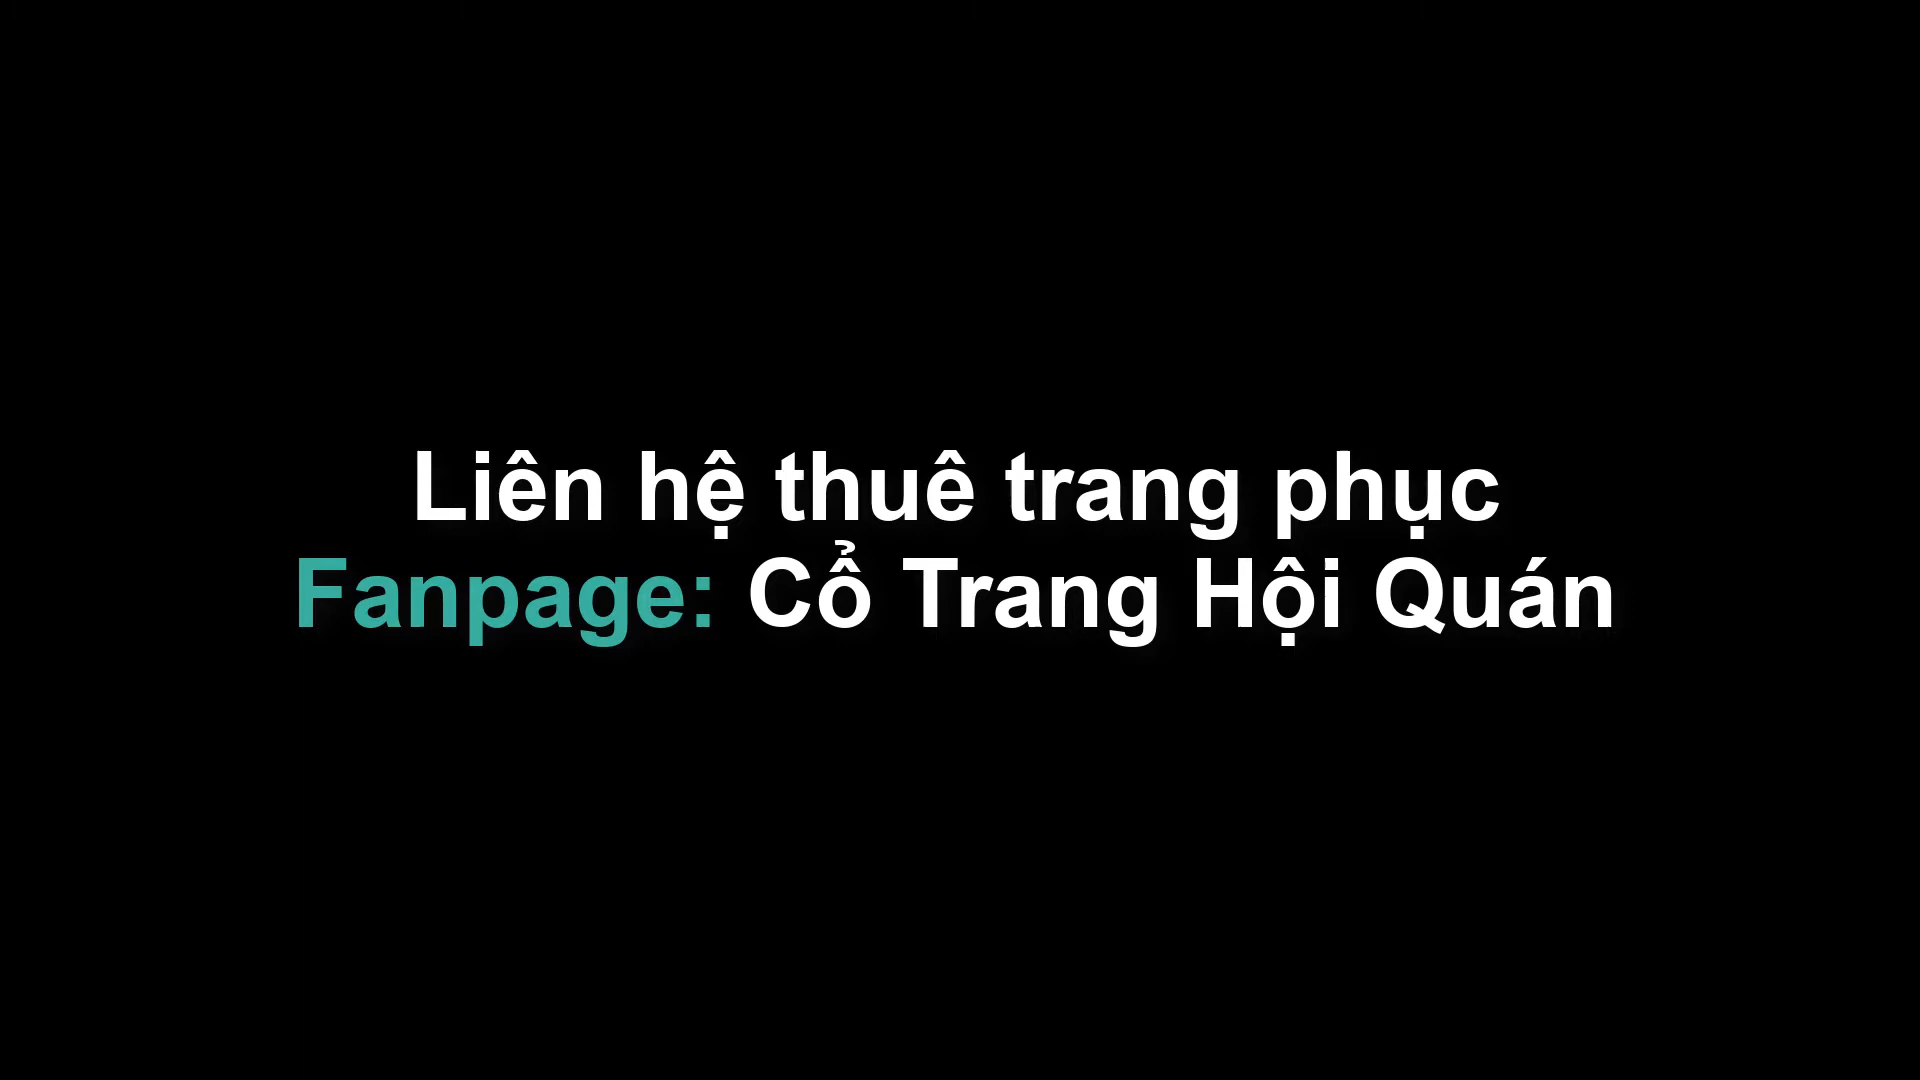 Liên hệ thuê trang phục
Fanpage: Cổ Trang Hội Quán